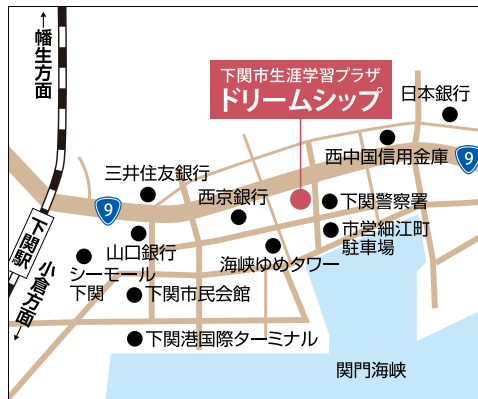 ←幡生方面
下関市生涯学習プラザ
ドリームシップ
日本銀行
西中国信用金庫
9
三井住友銀行
西京銀行
下関警察署
9
市営細江町
駐車場
山口銀行
海峡ゆめタワー
下関駅
シーモール
下関
小倉方面→
下関市民会館
下関港国際ターミナル
関門海峡